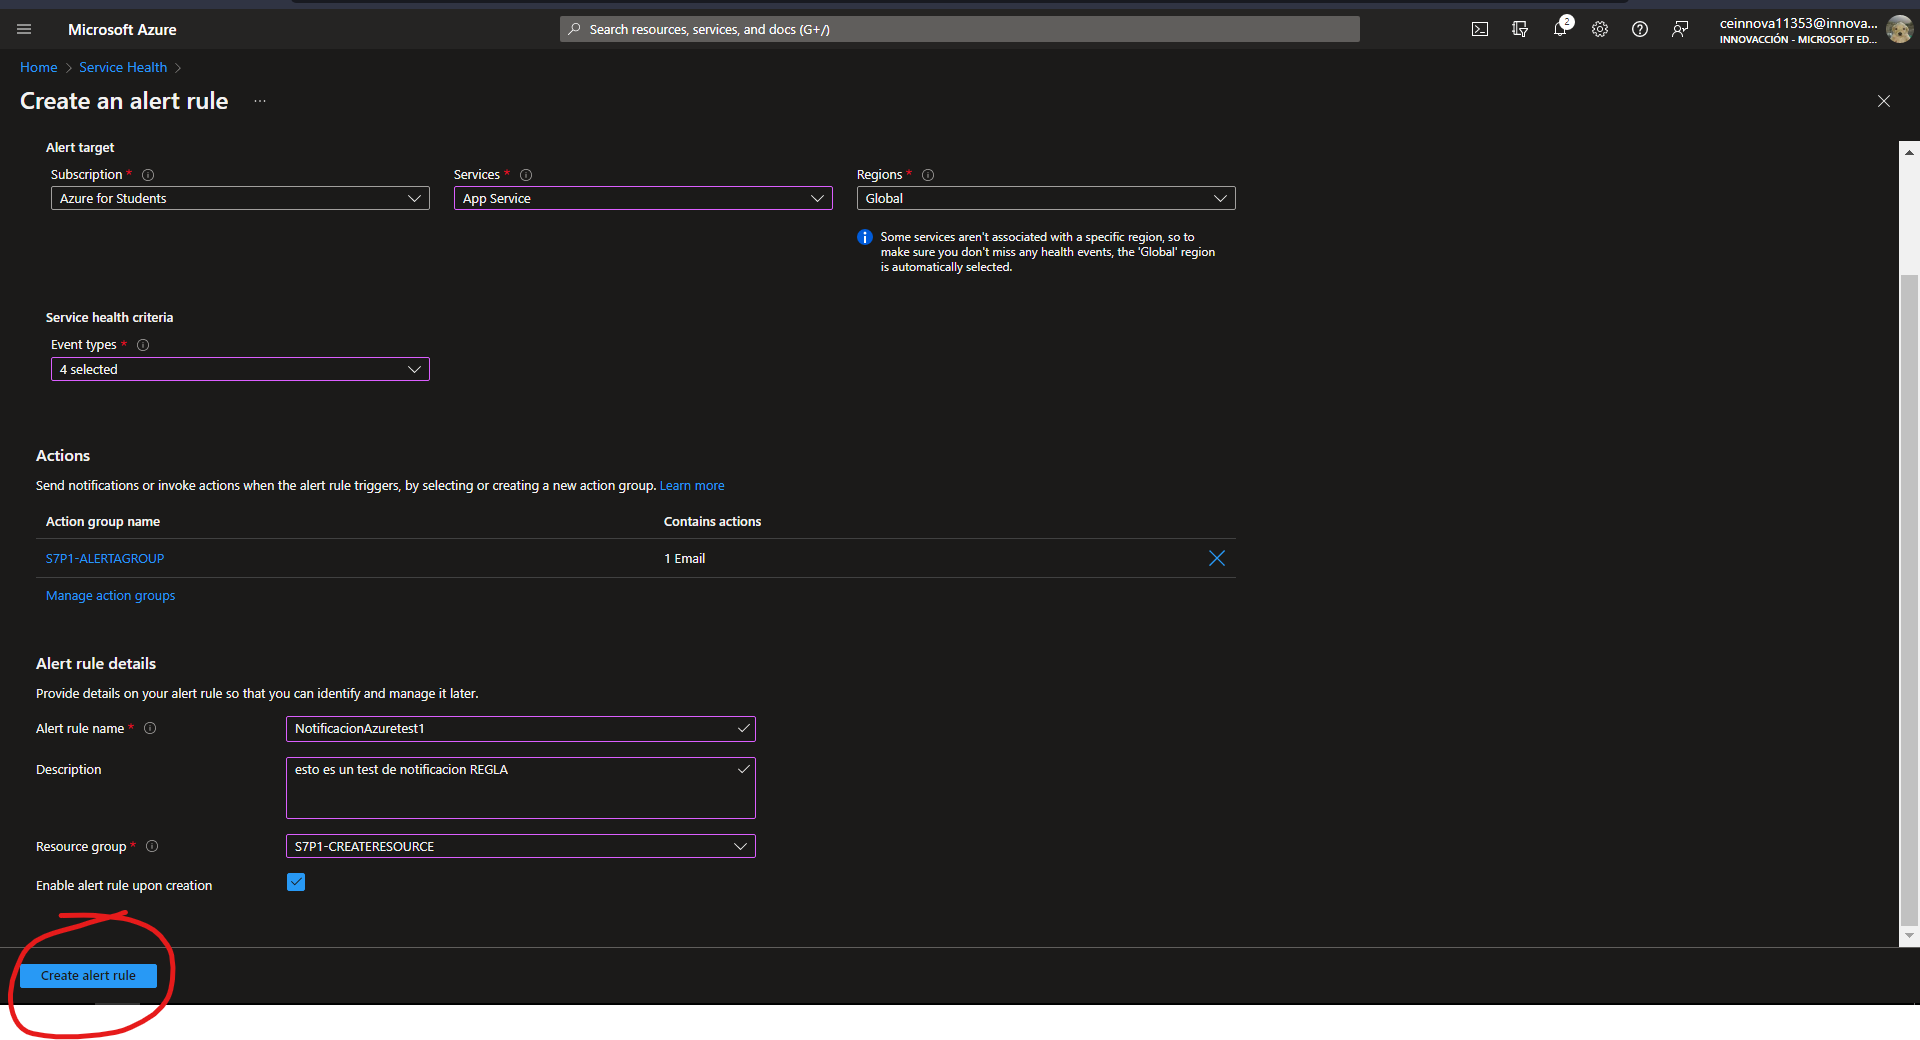 Microsoft Azure
Search resources, services, and docs (G+/)
2
ceinnova11353@innova...
INNOVACCIÓN - MICROSOFT ED...
Home > Service Health >
Create an alert rule ...
Alert target
Subscription *
Services *
Regions *
Azure for Students
App Service
Global
Some services aren't associated with a specific region, so to
make sure you don't miss any health events, the 'Global' region
is automatically selected.
Service health criteria
Event types *
4 selected
Actions
Send notifications or invoke actions when the alert rule triggers, by selecting or creating a new action group. Learn more
Action group name
Contains actions
S7P1-ALERTAGROUP
1 Email
Manage action groups
Alert rule details
Provide details on your alert rule so that you can identify and manage it later.
Alert rule name *
NotificacionAzuretest1
Description
esto es un test de notificacion REGLA
Resource group *
S7P1-CREATERESOURCE
Enable alert rule upon creation
Create alert rule